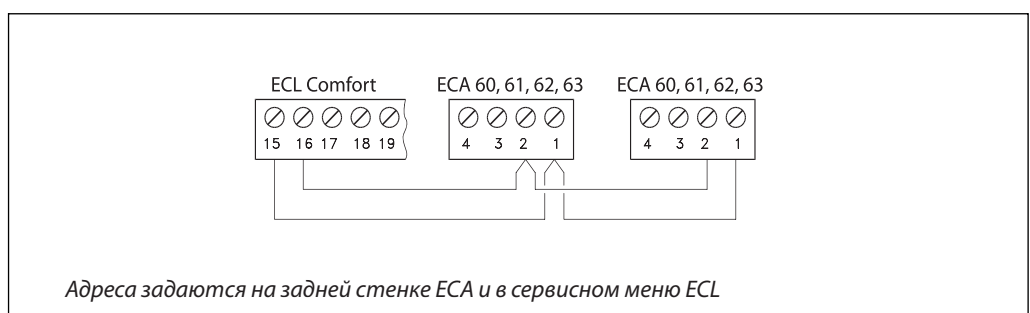 ECL Comfort ECA 60, 61, 62, 63 ECA 60, 61, 62, 63
15 16 17 18 19 4 3 2 1 4 3 2 1
Адреса задаются на задней стенке ECA и в сервисном меню ECL